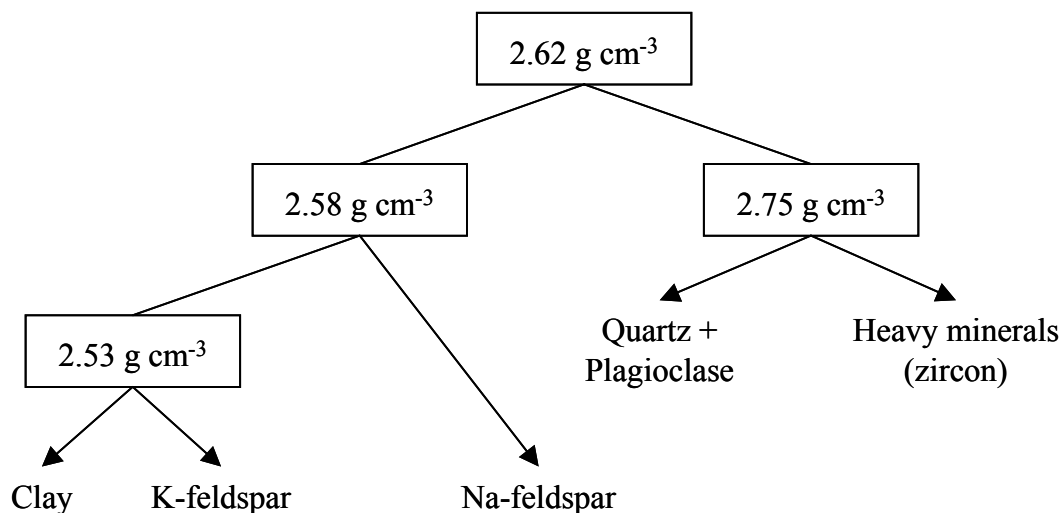 2.62 g cm-3
2.58 g cm-3
2.75 g cm-3
2.53 g cm-3
Quartz +
Plagioclase
Heavy minerals
(zircon)
Clay
K-feldspar
Na-feldspar